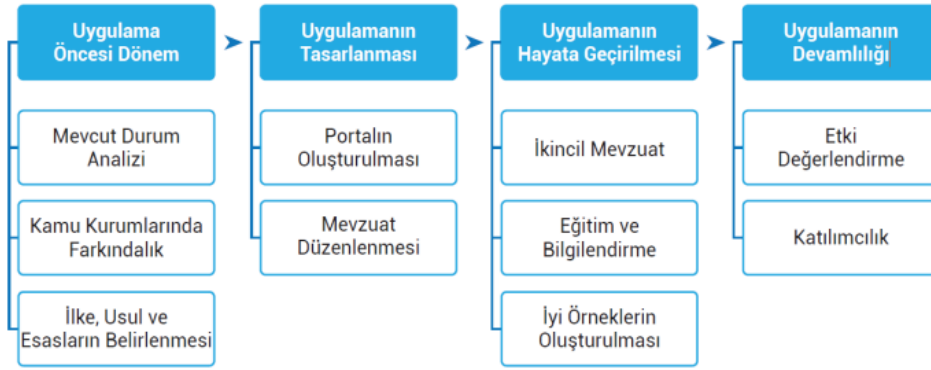 Uygulama
Öncesi Dönem
Mevcut Durum
Analizi
Kamu Kurumlarında
Farkındalık
İlke, Usul ve
Esasların Belirlenmesi
Uygulamanın
Tasarlanması
Portalın
Oluşturulması
Mevzuat
Düzenlenmesi
Uygulamanın
Hayata Geçirilmesi
İkincil Mevzuat
Eğitim ve
Bilgilendirme
İyi Örneklerin
Oluşturulması
Uygulamanın
Devamlılığı
Etki
Değerlendirme
Katılımcılık